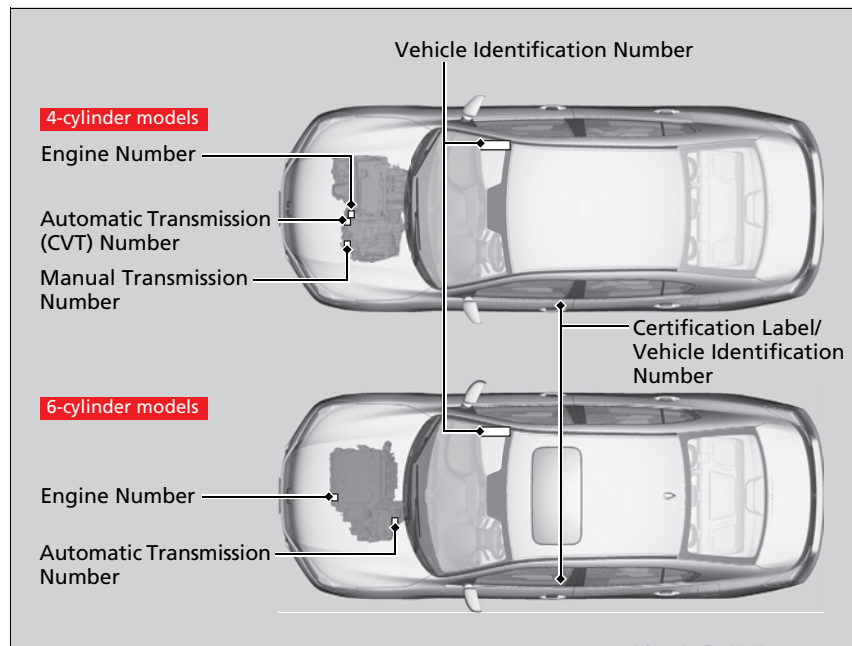 Vehicle Identification Number
4-cylinder models
Engine Number
Automatic Transmission
(CVT) Number
Manual Transmission
Number
Certification Label/
Vehicle Identification
Number
6-cylinder models
Engine Number
Automatic Transmission
Number